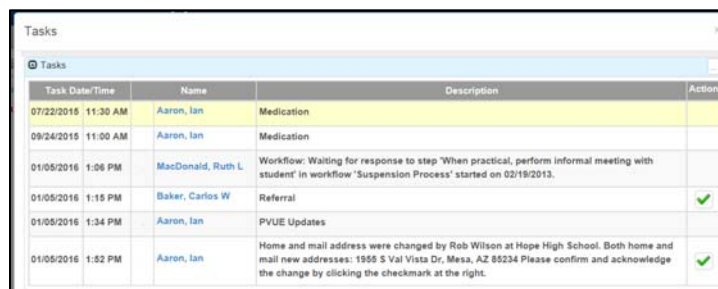 Tasks
Tasks
Task Date/Time Name Description Action
07/22/2015 11:30 AM Aaron, Ian Medication
09/24/2015 11:00 AM Aaron, Ian Medication
01/05/2016 1:06 PM MacDonald, Ruth L Workflow: Waiting for response to step 'When practical, perform informal meeting with
student' in workflow 'Suspension Process' started on 02/19/2013.
01/05/2016 1:15 PM Baker, Carlos W Referral
01/05/2016 1:34 PM Aaron, Ian PVUE Updates
Home and mail address were changed by Rob Wilson at Hope High School. Both home and
01/05/2016 1:52 PM Aaron, Ian mail new addresses: 1955 S Val Vista Dr, Mesa, AZ 85234 Please confirm and acknowledge
the change by clicking the checkmark at the right.